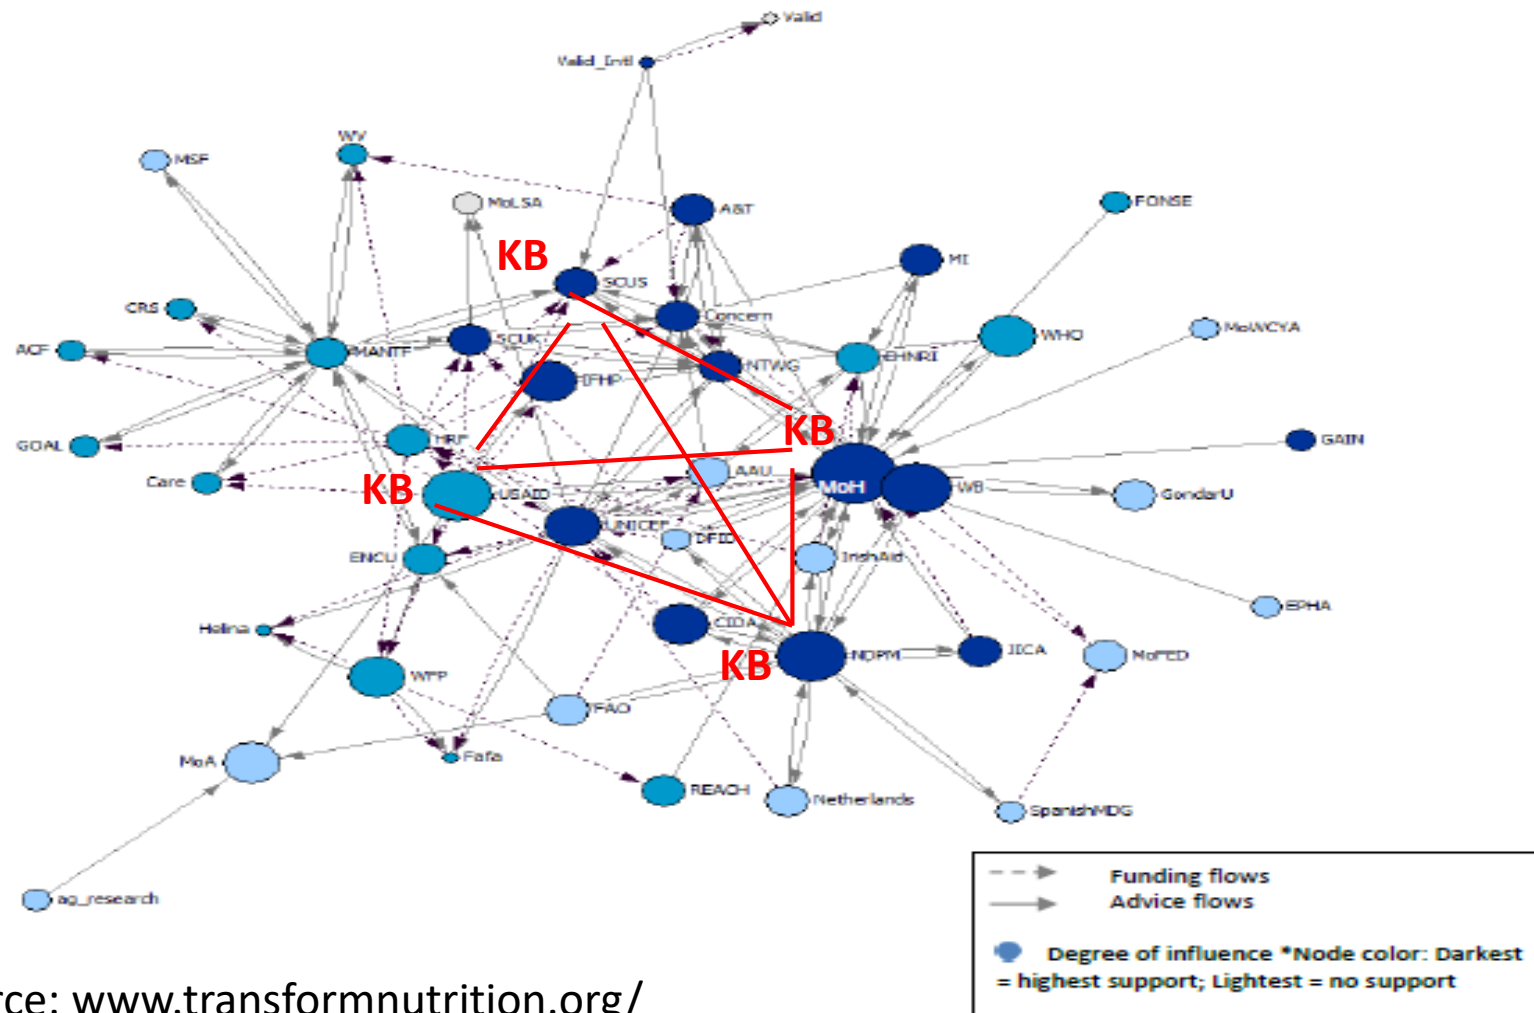 Valid
Valid_Intl
WV
MSF
MoLSA
A&T
FONSE
KB
MI
SCUS
CRS
Concern
MoWCYA
WHO
ACF
MANTF
SCUK
EHNRI
NTWG
IFHP
KB
GOAL
HRF
GAIN
AAU
Care
KB
USAID
MoH
WB
GondarU
UNICEF
DFID
ENCU
IrishAid
EPHA
Helina
CIDA
NDPM
JICA
MoFED
KB
WFP
FAO
MoA
Fafa
REACH
Netherlands
SpanishMDG
ag_research
Funding flows
Advice flows
Degree of influence *Node color: Darkest
= highest support; Lightest = no support
rce: www.transformnutrition.org/